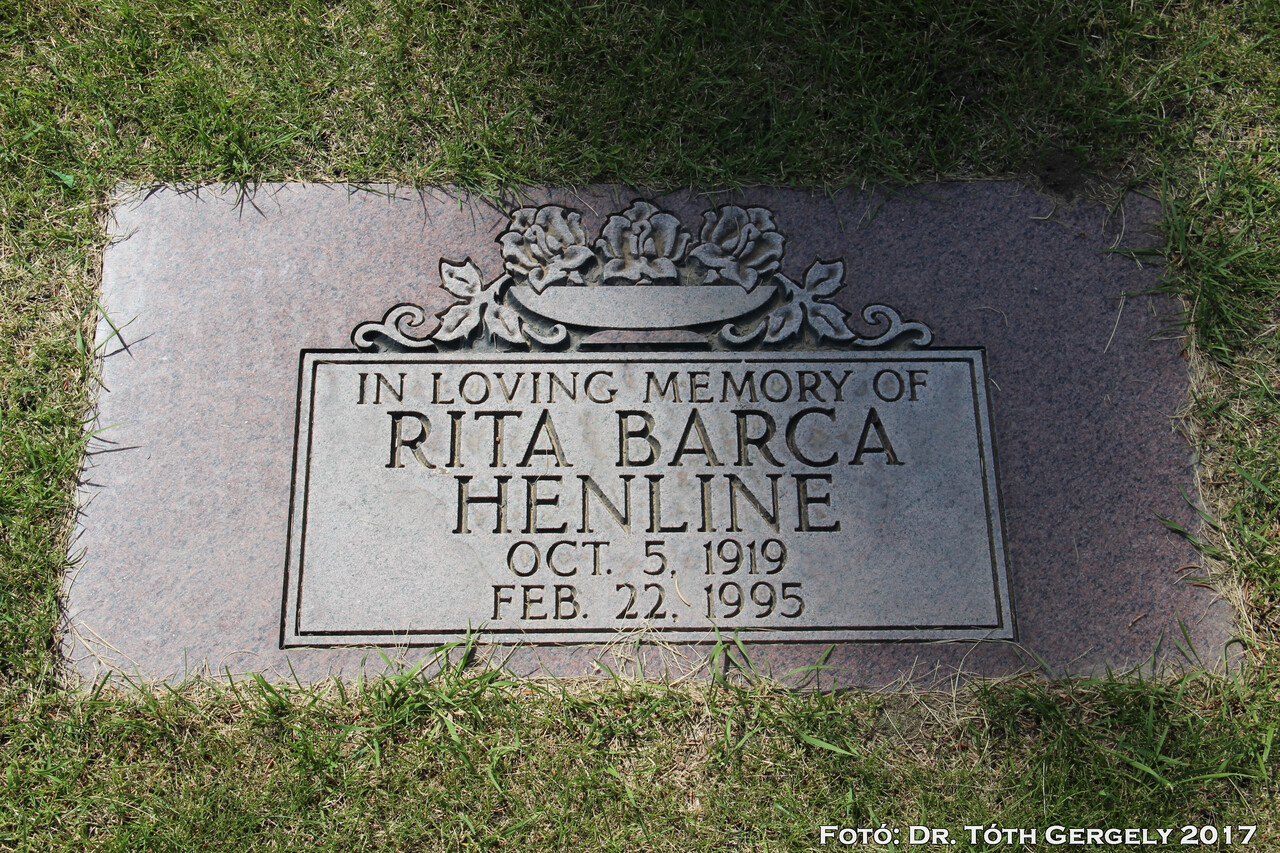 IN LOVING MEMORY OF
RITA BARCA
HENLINE
OCT. 5, 1919
FEB. 22, 1995
Fotó: Dr. Tóth Gergely 2017